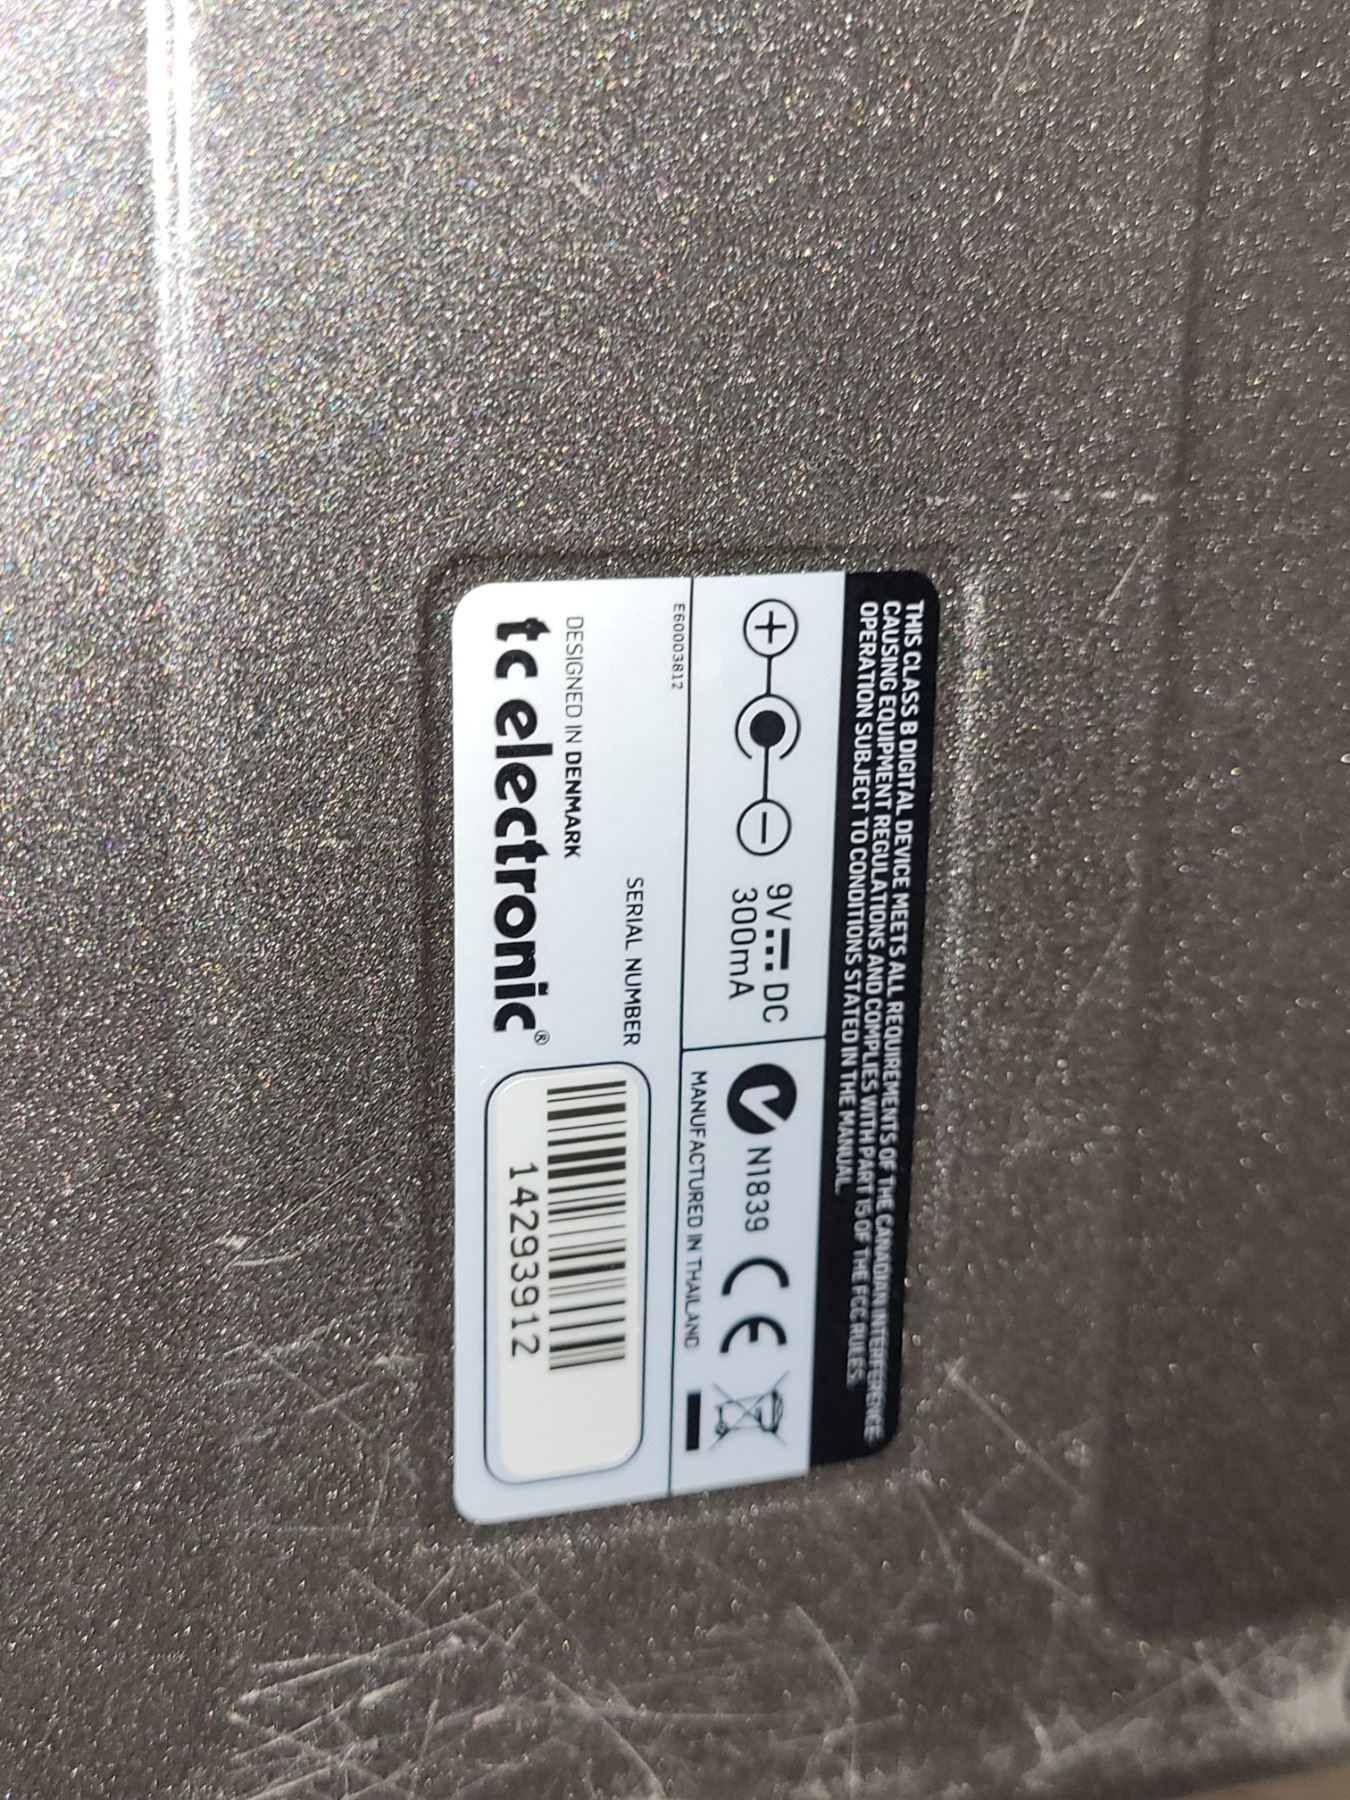 THIS CLASS B DIGITAL DEVICE MEETS ALL REQUIREMENTS OF THE CANADIAN INTERFERENCE-
CAUSING EQUIPMENT REGULATIONS AND COMPLIES WITH PART 15 OF THE FCC RULES.
OPERATION SUBJECT TO CONDITIONS STATED IN THE MANUAL.
9V DC
300mA
N1839
CE
MANUFACTURED IN THAILAND
E60003812
SERIAL NUMBER
DESIGNED IN DENMARK
tc electronic®
14293912